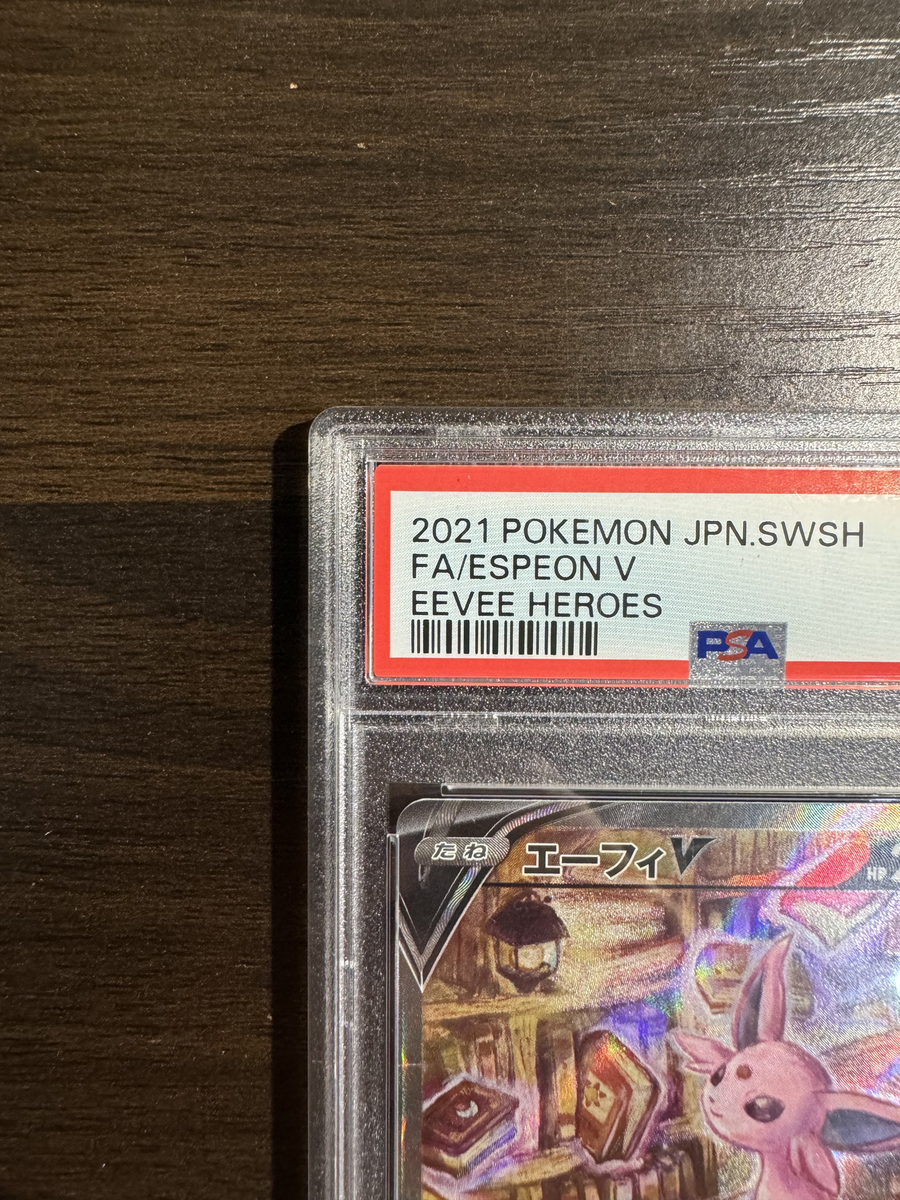 2021 POKEMON JPN.SWSH
FA/ESPEON V
EEVEE HEROES
PSA
たね
エーフィV
HP